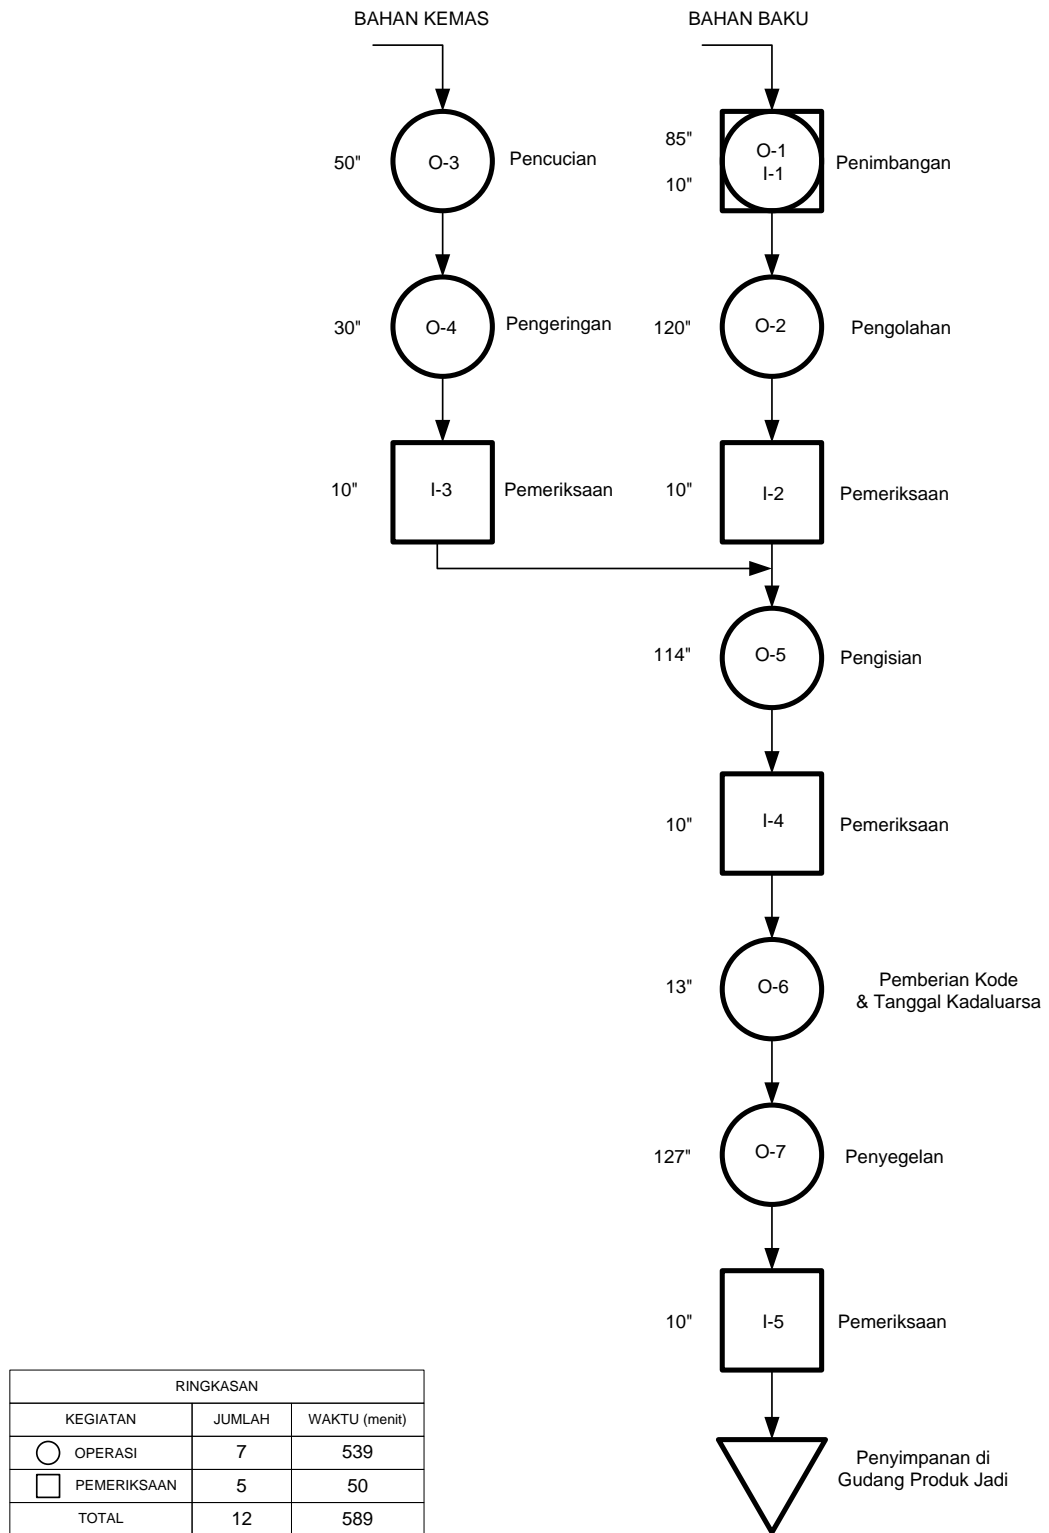 BAHAN KEMAS
BAHAN BAKU
50"
O-3
Pencucian
85"
10"
O-1
I-1
Penimbangan
30"
O-4
Pengeringan
120"
O-2
Pengolahan
10"
I-3
Pemeriksaan
10"
I-2
Pemeriksaan
114"
O-5
Pengisian
10"
I-4
Pemeriksaan
13"
O-6
Pemberian Kode
& Tanggal Kadaluarsa
127"
O-7
Penyegelan
10"
I-5
Pemeriksaan
Penyimpanan di
Gudang Produk Jadi
RINGKASAN
KEGIATAN JUMLAH WAKTU (menit)
OPERASI 7 539
PEMERIKSAAN 5 50
TOTAL 12 589